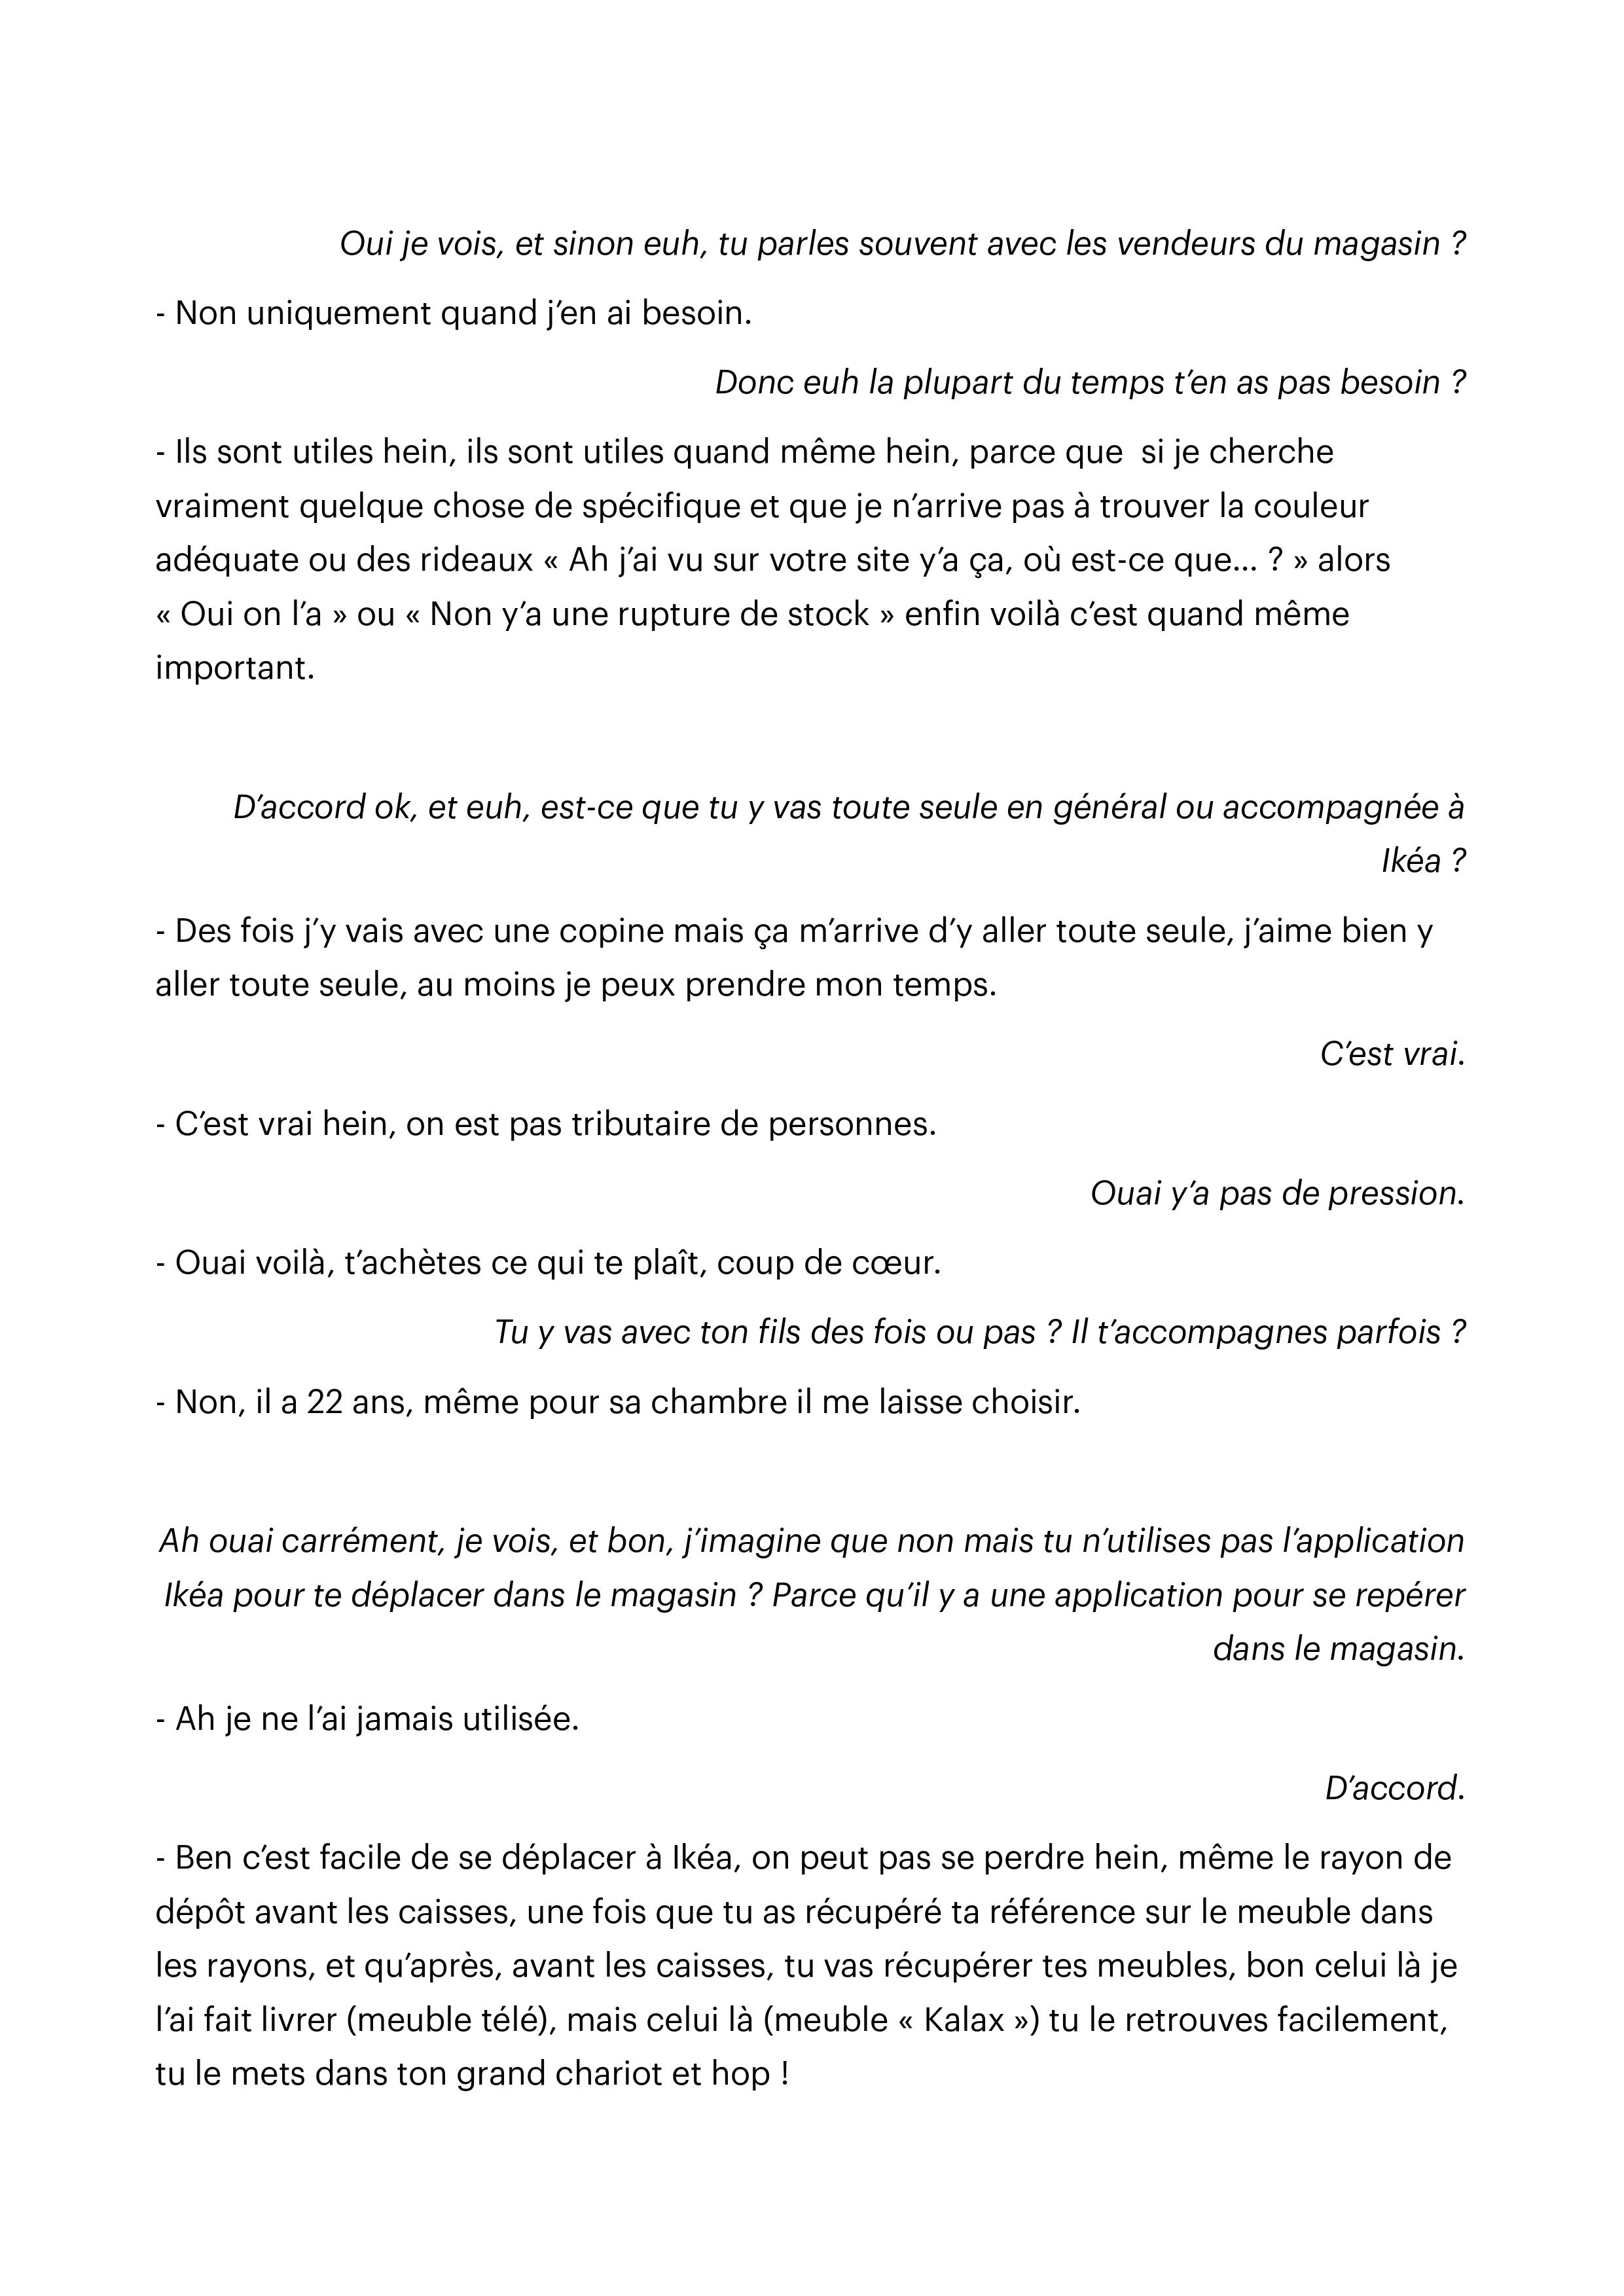 Oui je vois, et sinon euh, tu parles souvent avec les vendeurs du magasin ?
- Non uniquement quand j’en ai besoin.
Donc euh la plupart du temps t’en as pas besoin ?
- Ils sont utiles hein, ils sont utiles quand même hein, parce que  si je cherche
vraiment quelque chose de spécifique et que je n’arrive pas à trouver la couleur
adéquate ou des rideaux « Ah j’ai vu sur votre site y’a ça, où est-ce que… ? » alors
« Oui on l’a » ou « Non y’a une rupture de stock » enfin voilà c’est quand même
important.
D’accord ok, et euh, est-ce que tu y vas toute seule en général ou accompagnée à
Ikéa ?
- Des fois j’y vais avec une copine mais ça m’arrive d’y aller toute seule, j’aime bien y
aller toute seule, au moins je peux prendre mon temps.
C’est vrai.
- C’est vrai hein, on est pas tributaire de personnes.
Ouai y’a pas de pression.
- Ouai voilà, t’achètes ce qui te plaît, coup de cœur.
Tu y vas avec ton fils des fois ou pas ? Il t’accompagnes parfois ?
- Non, il a 22 ans, même pour sa chambre il me laisse choisir.
Ah ouai carrément, je vois, et bon, j’imagine que non mais tu n’utilises pas l’application
Ikéa pour te déplacer dans le magasin ? Parce qu’il y a une application pour se repérer
dans le magasin.
- Ah je ne l’ai jamais utilisée.
D’accord.
- Ben c’est facile de se déplacer à Ikéa, on peut pas se perdre hein, même le rayon de
dépôt avant les caisses, une fois que tu as récupéré ta référence sur le meuble dans
les rayons, et qu’après, avant les caisses, tu vas récupérer tes meubles, bon celui là je
l’ai fait livrer (meuble télé), mais celui là (meuble « Kalax ») tu le retrouves facilement,
tu le mets dans ton grand chariot et hop !